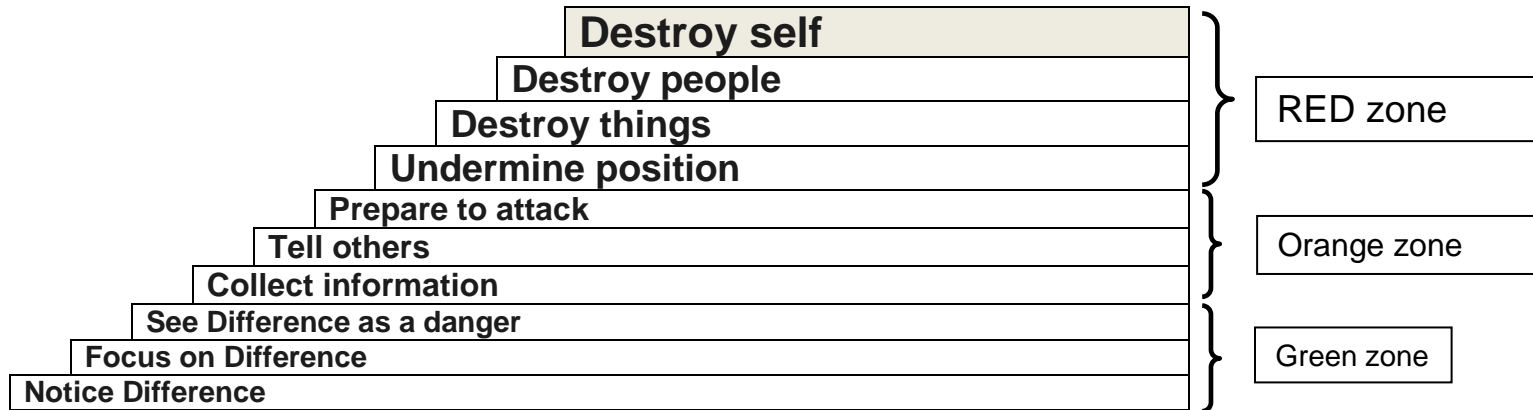 Destroy self
Destroy people
RED zone
Destroy things
Undermine position
Prepare to attack
Tell others
Orange zone
Collect information
See Difference as a danger
Focus on Difference
Green zone
Notice Difference